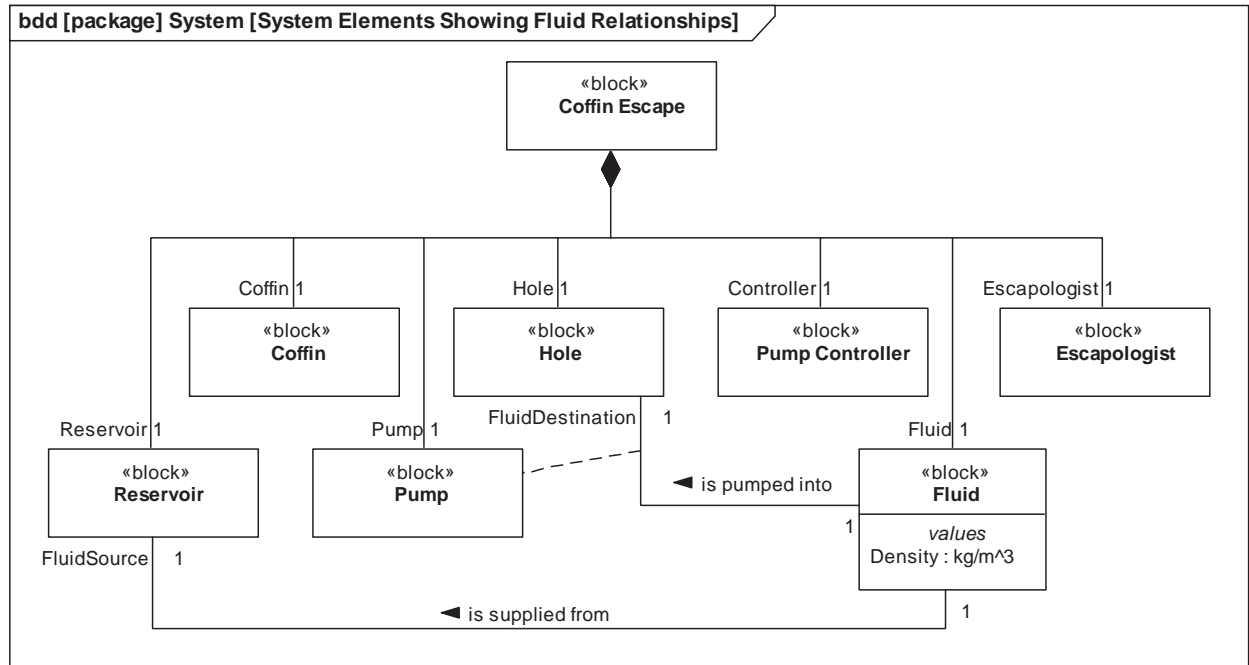 bdd [package] System [System Elements Showing Fluid Relationships]
«block»
Coffin Escape
Coffin 1
Hole 1
Controller 1
Escapologist 1
«block»
Coffin
«block»
Hole
«block»
Pump Controller
«block»
Escapologist
FluidDestination 1
Reservoir 1
Pump 1
Fluid 1
«block»
Reservoir
«block»
Pump
◄ is pumped into
«block»
Fluid
1
values
Density : kg/m^3
FluidSource 1
◄ is supplied from
1